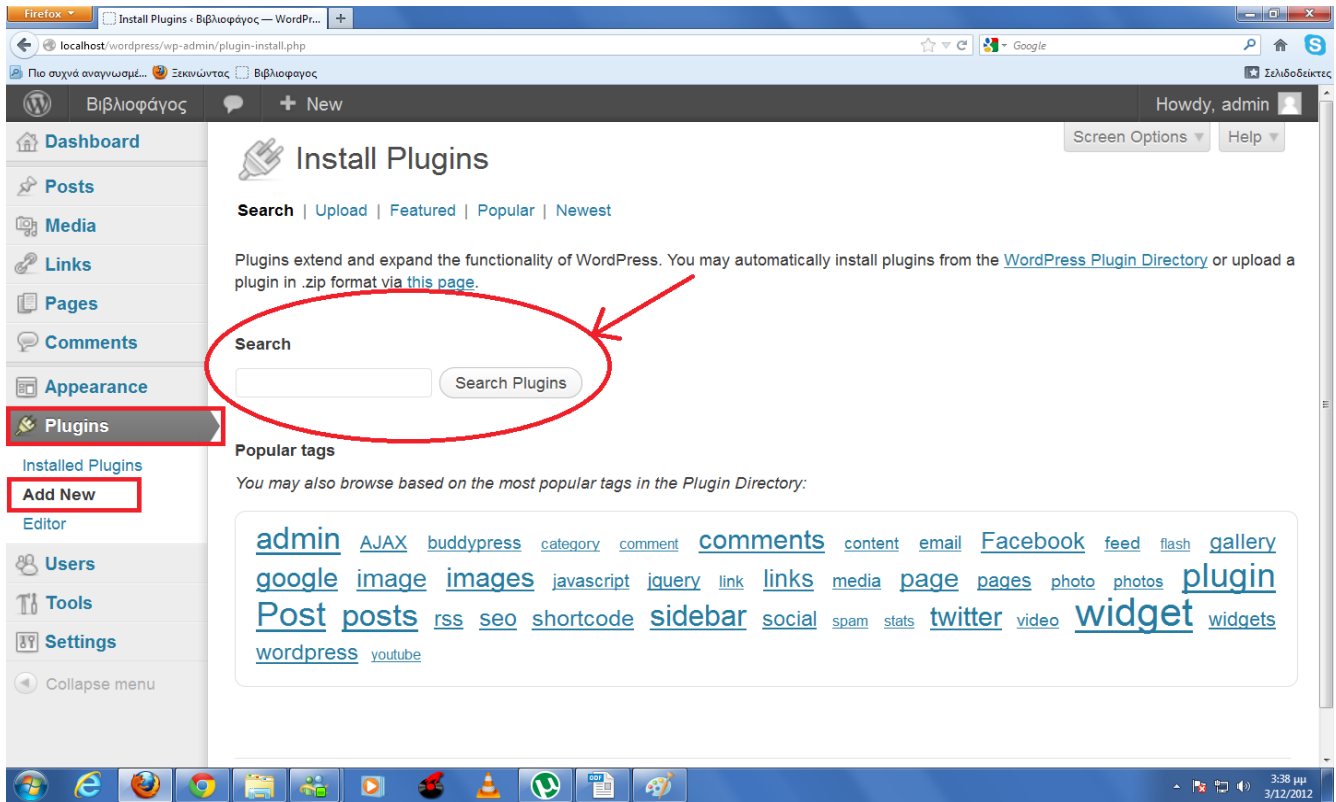 Firefox
Install Plugins ‹ Βιβλιοφάγος — WordPr...
localhost/wordpress/wp-admin/plugin-install.php
Google
Πιο συχνά αναγνωσμέ... Ξεκινώντας Βιβλιοφαγος Σελιδοδείκτες
Βιβλιοφάγος + New Howdy, admin
Screen Options Help
Dashboard
Posts
Media
Links
Pages
Comments
Appearance
Plugins
Installed Plugins
Add New
Editor
Users
Tools
Settings
Collapse menu
Install Plugins
Search | Upload | Featured | Popular | Newest
Plugins extend and expand the functionality of WordPress. You may automatically install plugins from the WordPress Plugin Directory or upload a
plugin in .zip format via this page.
Search
Search Plugins
Popular tags
You may also browse based on the most popular tags in the Plugin Directory:
admin AJAX buddypress category comment comments content email Facebook feed flash gallery
google image images javascript jquery link links media page pages photo photos plugin
Post posts rss seo shortcode sidebar social spam stats twitter video widget widgets
wordpress youtube
ODF
3:38 μμ
3/12/2012